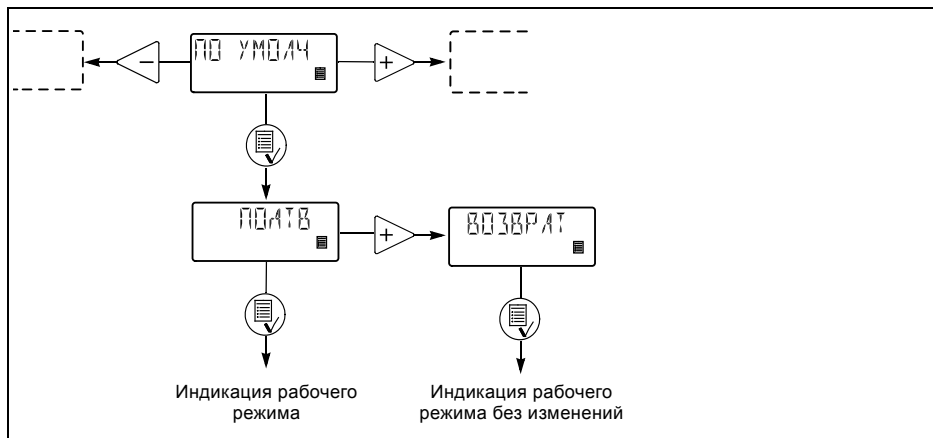 ПО УМОЛЧ
− +
ПОДТВ
+ ВОЗВРАТ
Индикация рабочего
режима
Индикация рабочего
режима без изменений